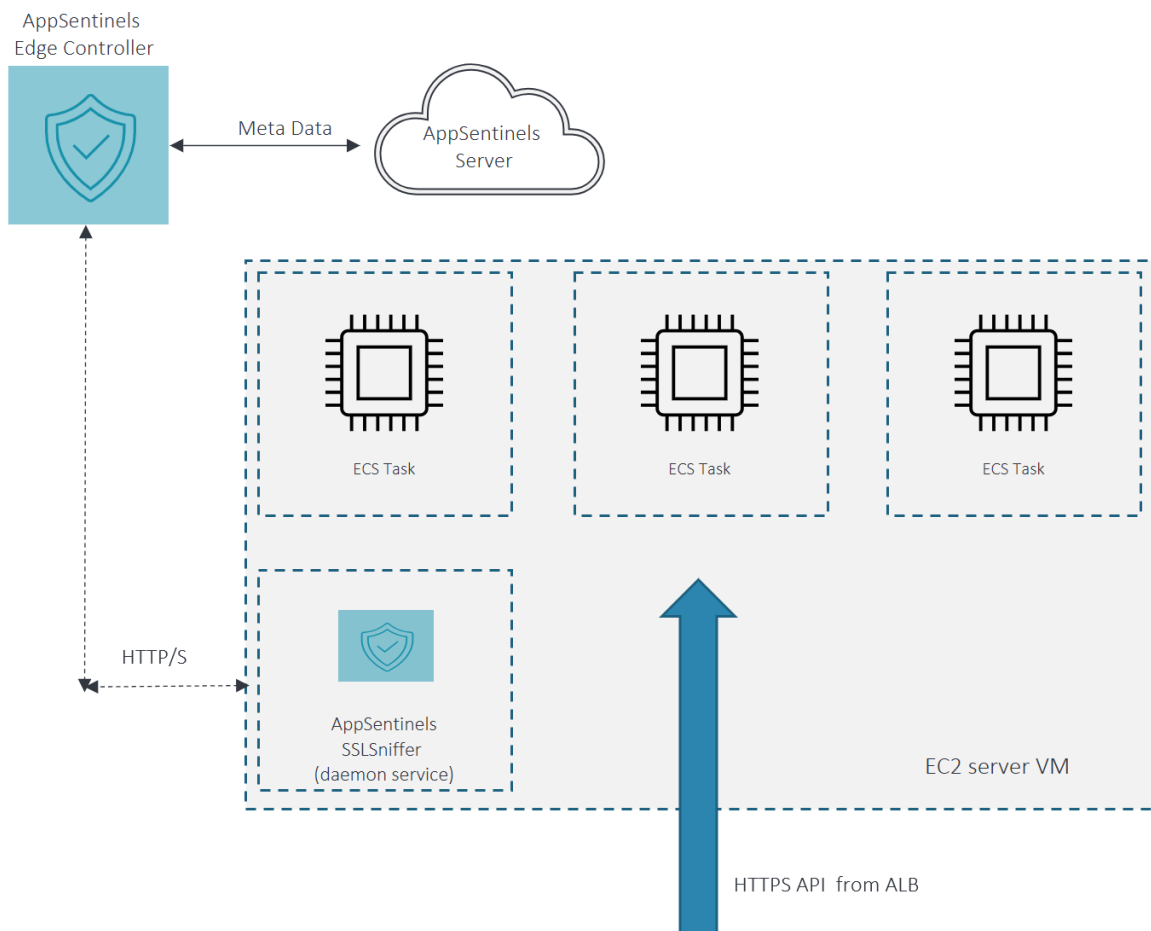 AppSentinels
Edge Controller
Meta Data
AppSentinels
Server
ECS Task
ECS Task
ECS Task
HTTP/S
AppSentinels
SSLSniffer
(daemon service)
EC2 server VM
HTTPS API from ALB